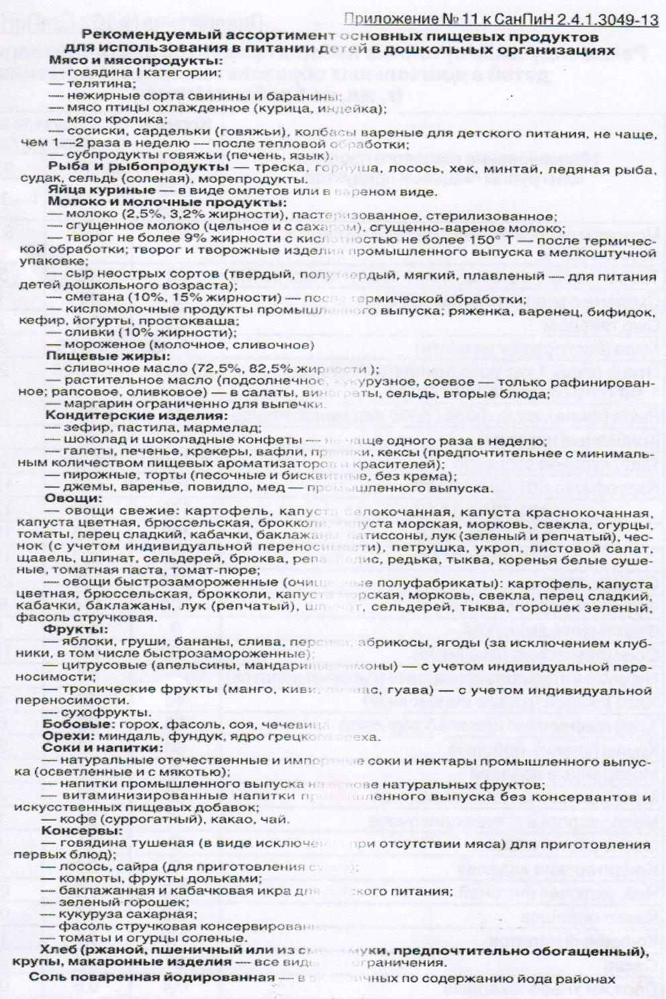 Приложение № 11 к СанПиН 2.4.1.3049-13
Рекомендуемый ассортимент основных пищевых продуктов
для использования в питании детей в дошкольных организациях
Мясо и мясопродукты:
— говядина I категории;
— телятина;
— нежирные сорта свинины и баранины;
— мясо птицы охлажденное (курица, индейка);
— мясо кролика;
— сосиски, сардельки (говяжьи), колбасы вареные для детского питания, не чаще,
чем 1—2 раза в неделю — после тепловой обработки;
— субпродукты говяжьи (печень, язык).
Рыба и рыбопродукты — треска, горбуша, лосось, хек, минтай, ледяная рыба,
судак, сельдь (соленая), морепродукты.
Яйца куриные — в виде омлетов или в вареном виде.
Молоко и молочные продукты:
— молоко (2,5%, 3,2% жирности), пастеризованное, стерилизованное;
— сгущенное молоко (цельное и с сахаром), сгущенно-вареное молоко;
— творог не более 9% жирности с кислотностью не более 150° Т — после термичес-
кой обработки; творог и творожные изделия промышленного выпуска в мелкоштучной
упаковке;
— сыр неострых сортов (твердый, полутвердый, мягкий, плавленый — для питания
детей дошкольного возраста);
— сметана (10%, 15% жирности) — после термической обработки;
— кисломолочные продукты промышленного выпуска; ряженка, варенец, бифидок,
кефир, йогурты, простокваша;
— сливки (10% жирности);
— мороженое (молочное, сливочное)
Пищевые жиры:
— сливочное масло (72,5%, 82,5% жирности );
— растительное масло (подсолнечное, кукурузное, соевое — только рафинирован-
ное; рапсовое, оливковое) — в салаты, винегреты, сельдь, вторые блюда;
— маргарин ограниченно для выпечки.
Кондитерские изделия:
— зефир, пастила, мармелад;
— шоколад и шоколадные конфеты — не чаще одного раза в неделю;
— галеты, печенье, крекеры, вафли, пряники, кексы (предпочтительнее с минималь-
ным количеством пищевых ароматизаторов и красителей);
— пирожные, торты (песочные и бисквитные, без крема);
— джемы, варенье, повидло, мед — промышленного выпуска.
Овощи:
— овощи свежие: картофель, капуста белокочанная, капуста краснокочанная,
капуста цветная, брюссельская, брокколи, капуста морская, морковь, свекла, огурцы,
томаты, перец сладкий, кабачки, баклажаны, патиссоны, лук (зеленый и репчатый), чес-
нок (с учетом индивидуальной переносимости), петрушка, укроп, листовой салат,
щавель, шпинат, сельдерей, брюква, репа, редис, редька, тыква, коренья белые суше-
ные, томатная паста, томат-пюре;
— овощи быстрозамороженные (очищенные полуфабрикаты): картофель, капуста
цветная, брюссельская, брокколи, капуста морская, морковь, свекла, перец сладкий,
кабачки, баклажаны, лук (репчатый), шпинат, сельдерей, тыква, горошек зеленый,
фасоль стручковая.
Фрукты:
— яблоки, груши, бананы, слива, персики, абрикосы, ягоды (за исключением клуб-
ники, в том числе быстрозамороженные);
— цитрусовые (апельсины, мандарины, лимоны) — с учетом индивидуальной пере-
носимости;
— тропические фрукты (манго, киви, ананас, гуава) — с учетом индивидуальной
переносимости.
— сухофрукты.
Бобовые: горох, фасоль, соя, чечевица
Орехи: миндаль, фундук, ядро грецкого ореха.
Соки и напитки:
— натуральные отечественные и импортные соки и нектары промышленного выпус-
ка (осветленные и с мякотью);
— напитки промышленного выпуска на основе натуральных фруктов;
— витаминизированные напитки промышленного выпуска без консервантов и
искусственных пищевых добавок;
— кофе (суррогатный), какао, чай.
Консервы:
— говядина тушеная (в виде исключения при отсутствии мяса) для приготовления
первых блюд);
— лосось, сайра (для приготовления супов);
— компоты, фрукты дольками;
— баклажанная и кабачковая икра для детского питания;
— зеленый горошек;
— кукуруза сахарная;
— фасоль стручковая консервированная
— томаты и огурцы соленые.
Хлеб (ржаной, пшеничный или из смеси муки, предпочтительно обогащенный),
крупы, макаронные изделия — все виды ограничения.
Соль поваренная йодированная — в эндемичных по содержанию йода районах